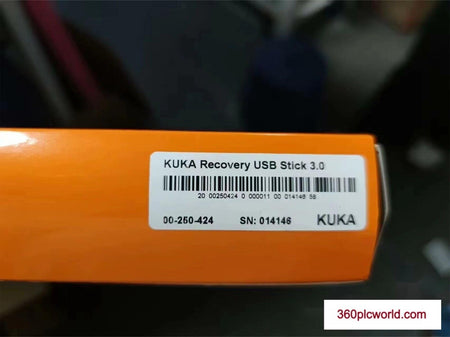 KUKA Recovery USB Stick 3.0
20 00250424 0 000011 00 014146 56
00-250-424 SN: 014146 KUKA
360plcworld.com